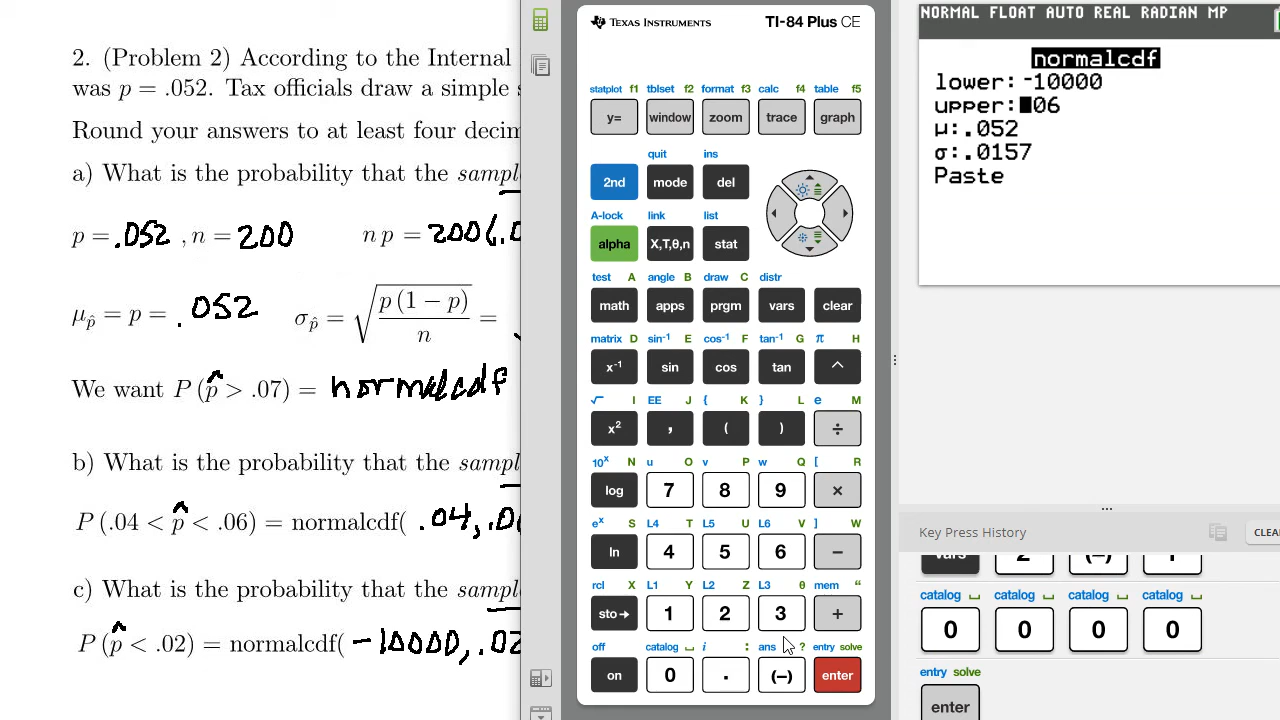 2. (Problem 2) According to the Internal
was p = .052. Tax officials draw a simple s
Round your answers to at least four decim
a) What is the probability that the sampl
p = .052 , n = 200 n p = 200(.0
μp̂ = p = .052 σp̂ = √(p (1 − p) / n) =
We want P (p̂ > .07) = normalcdf
b) What is the probability that the samp
P (.04 < p̂ < .06) = normalcdf( .04, .0
c) What is the probability that the samp
P (p̂ < .02) = normalcdf( −10000, .02
TEXAS INSTRUMENTS TI-84 Plus CE
statplot f1 tblset f2 format f3 calc f4 table f5
y= window zoom trace graph
quit ins
2nd mode del
A-lock link list
alpha X,T,θ,n stat
test A angle B draw C distr
math apps prgm vars clear
matrix D sin⁻¹ E cos⁻¹ F tan⁻¹ G π H
x⁻¹ sin cos tan ^
√ I EE J { K } L e M
x² , ( ) ÷
10ˣ N u O v P w Q [ R
log 7 8 9 ×
eˣ S L4 T L5 U L6 V ] W
ln 4 5 6 −
rcl X L1 Y L2 Z L3 θ mem “
sto→ 1 2 3 +
off catalog ⎵ i : ans ? entry solve
on 0 . (−) enter
NORMAL FLOAT AUTO REAL RADIAN MP
normalcdf
lower:-10000
upper:█06
μ:.052
σ:.0157
Paste
Key Press History CLEA
vars 2 (−) 1
catalog ⎵ catalog ⎵ catalog ⎵ catalog ⎵
0 0 0 0
entry solve
enter